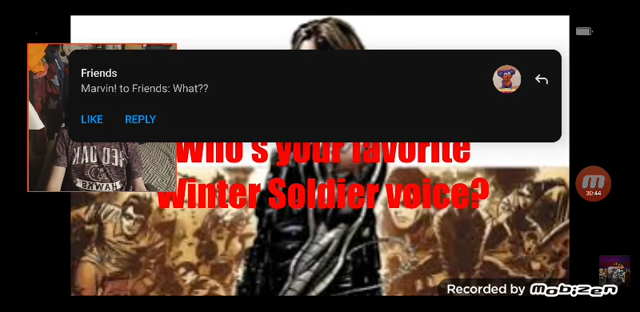 Friends
Marvin! to Friends: What??
LIKE REPLY
Who's your favorite
Winter Soldier voice?
30:44
Recorded by mobizen